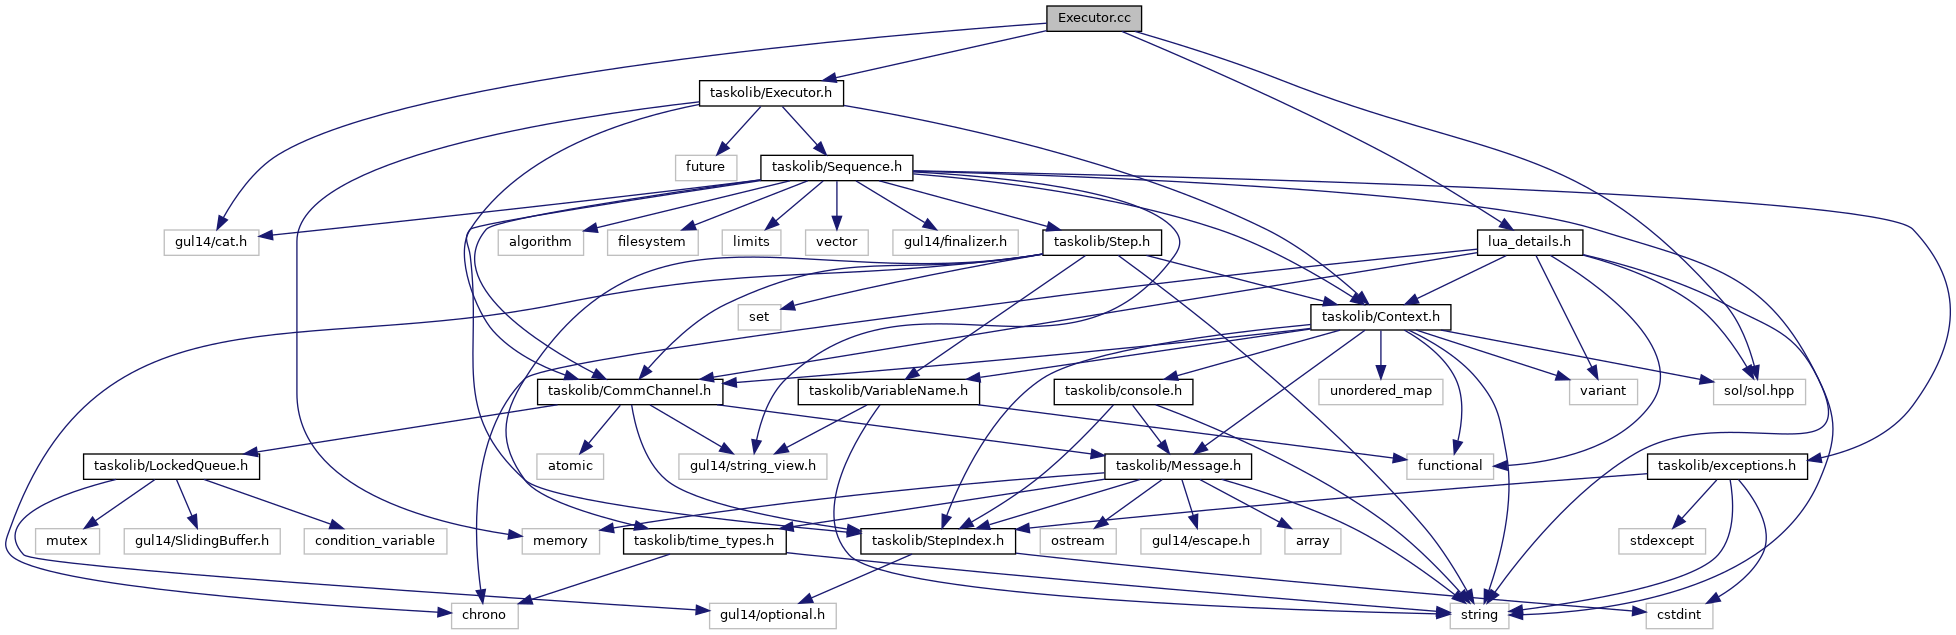 Executor.cc
taskolib/Executor.h
future
taskolib/Sequence.h
gul14/cat.h
algorithm
filesystem
limits
vector
gul14/finalizer.h
taskolib/Step.h
lua_details.h
set
taskolib/Context.h
taskolib/CommChannel.h
taskolib/VariableName.h
taskolib/console.h
unordered_map
variant
sol/sol.hpp
taskolib/LockedQueue.h
atomic
gul14/string_view.h
taskolib/Message.h
functional
taskolib/exceptions.h
mutex
gul14/SlidingBuffer.h
condition_variable
memory
taskolib/time_types.h
taskolib/StepIndex.h
ostream
gul14/escape.h
array
stdexcept
chrono
gul14/optional.h
string
cstdint